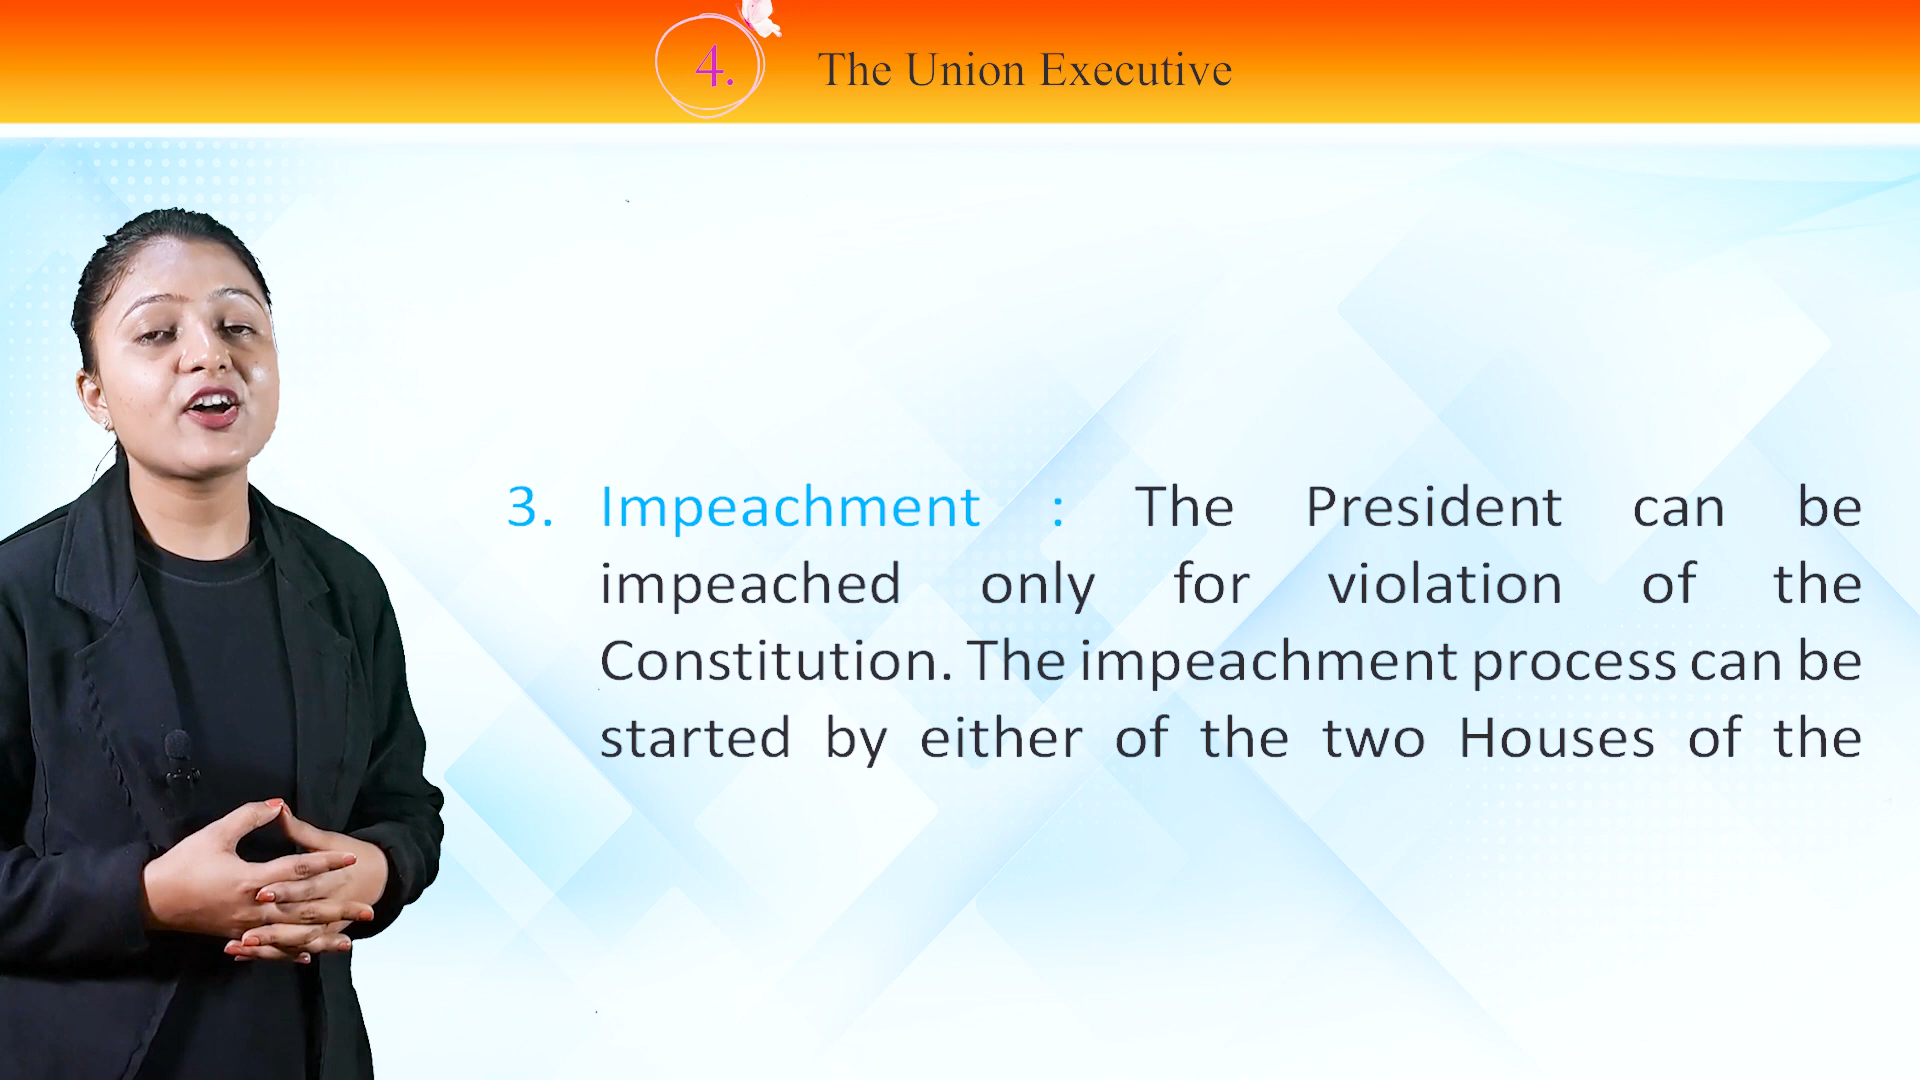 4. The Union Executive
3. Impeachment : The President can be
impeached only for violation of the
Constitution. The impeachment process can be
started by either of the two Houses of the